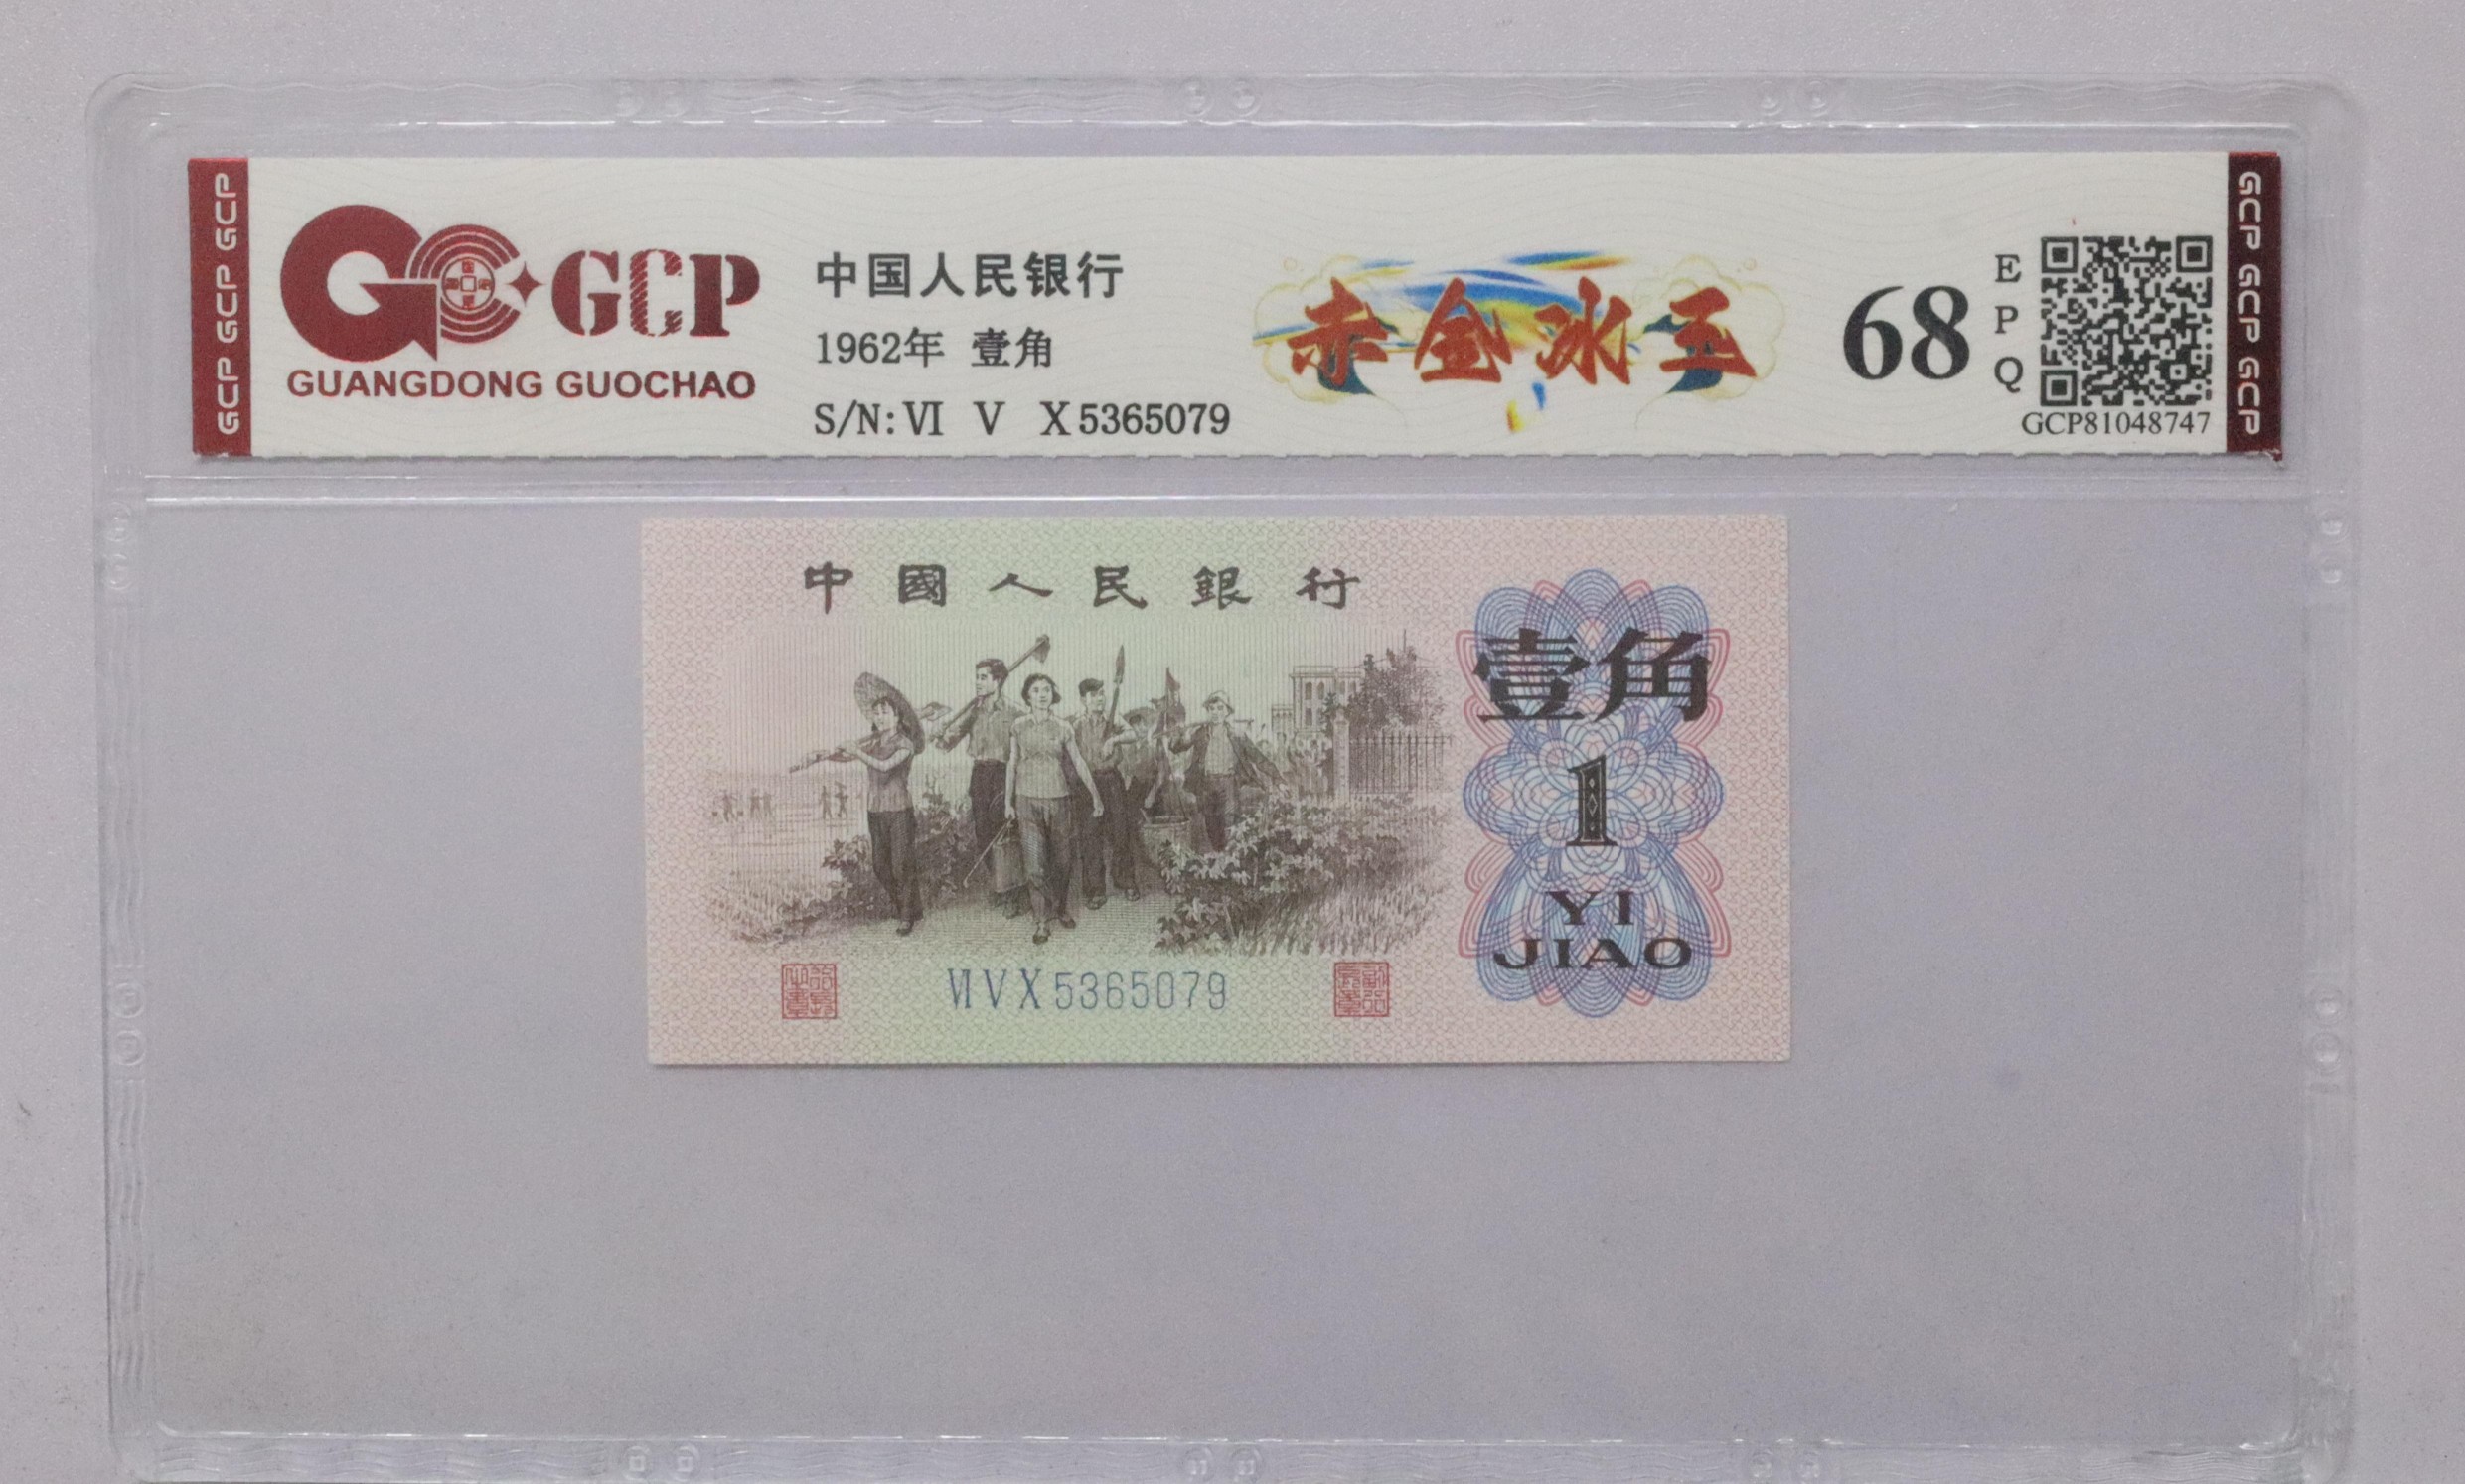 GCP GCP GCP
GCP
GUANGDONG GUOCHAO
中国人民银行
1962年 壹角
S/N: Ⅵ Ⅴ Ⅹ5365079
赤金冰玉
68
EPQ
GCP81048747
GCP GCP GCP
中國人民銀行
壹角
1
YI
JIAO
ⅥⅤⅩ5365079